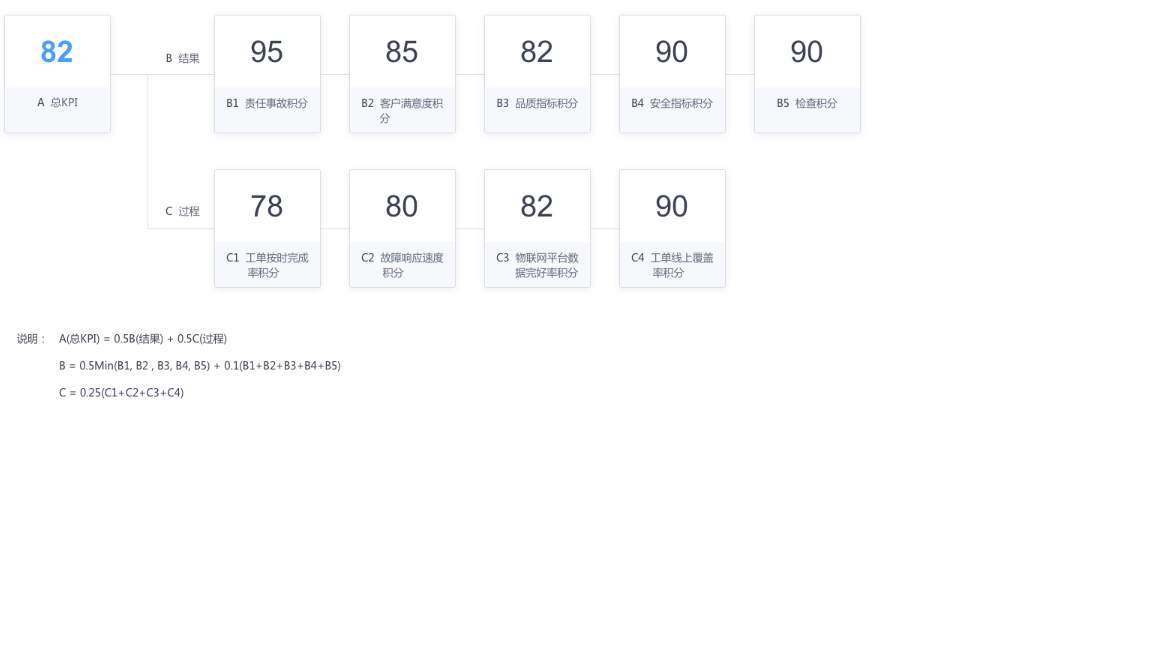 82
A 总KPI
B 结果
95
B1 责任事故积分
85
B2 客户满意度积
分
82
B3 品质指标积分
90
B4 安全指标积分
90
B5 检查积分
C 过程
78
C1 工单按时完成
率积分
80
C2 故障响应速度
积分
82
C3 物联网平台数
据完好率积分
90
C4 工单线上覆盖
率积分
说明： A(总KPI) = 0.5B(结果) + 0.5C(过程)
B = 0.5Min(B1, B2 , B3, B4, B5) + 0.1(B1+B2+B3+B4+B5)
C = 0.25(C1+C2+C3+C4)